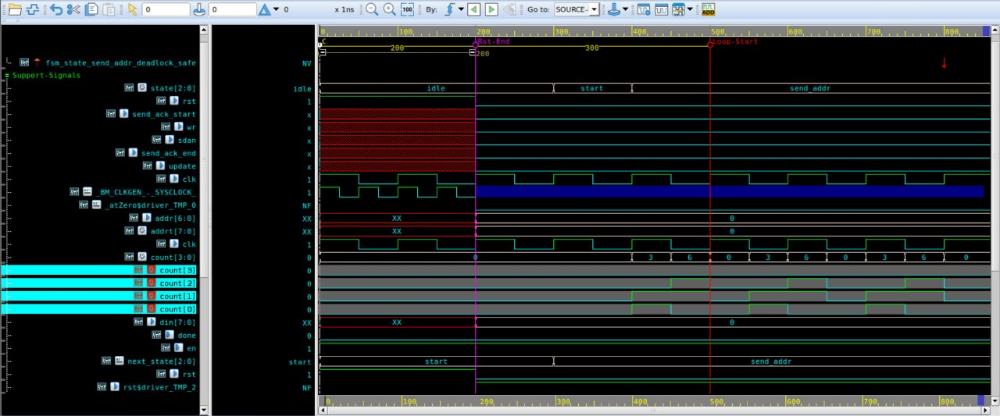 0 0 0 x 1ns 100 By: Go to: SOURCE- ADD
0 100 200 300 400 500 600 700 800
C Rst-End Loop-Start
200 300
200
fsm_state_send_addr_deadlock_safe NV
Support-Signals
state[2:0] idle idle start send_addr
rst 1
send_ack_start x
wr x
sdan x
send_ack_end x
update x
clk 1
_BM_CLKGEN_._SYSCLOCK_ 1
_atZero$driver_TMP_0 NF
addr[6:0] XX XX 0
addrt[7:0] XX XX 0
clk 1
count[3:0] 0 0 3 6 0 3 6 0 3 6 0
count[3] 0
count[2] 0
count[1] 0
count[0] 0
din[7:0] XX XX 0
done 0
en 1
next_state[2:0] start start send_addr
rst 1
rst$driver_TMP_2 NF
0 100 200 300 400 500 600 700 800